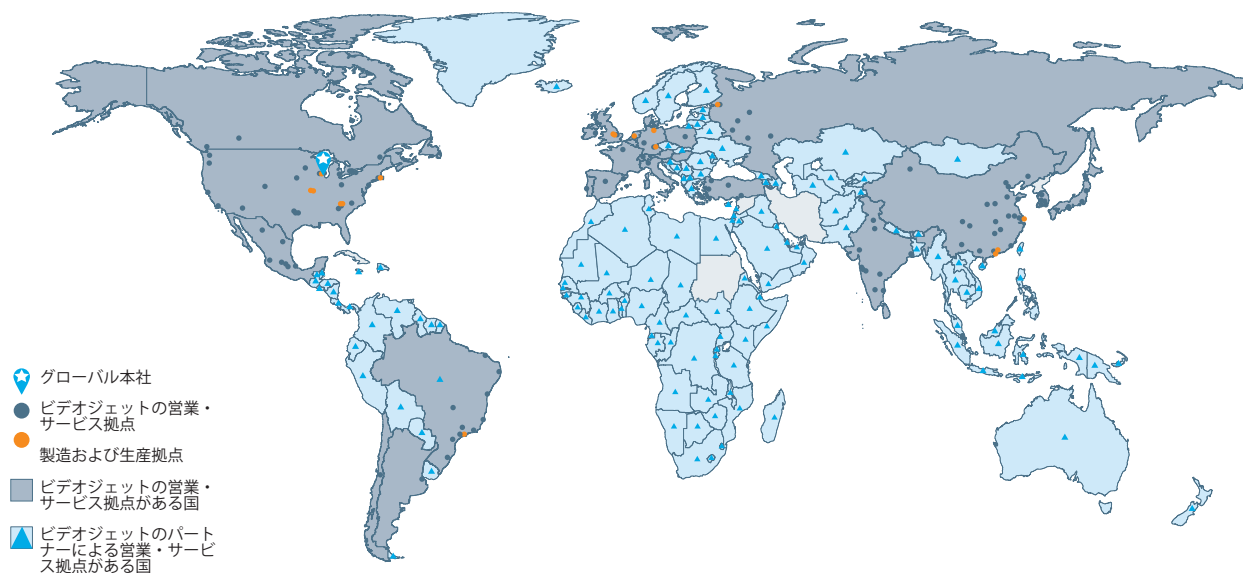 グローバル本社
ビデオジェットの営業・
サービス拠点
製造および生産拠点
ビデオジェットの営業・
サービス拠点がある国
ビデオジェットのパート
ナーによる営業・サービ
ス拠点がある国